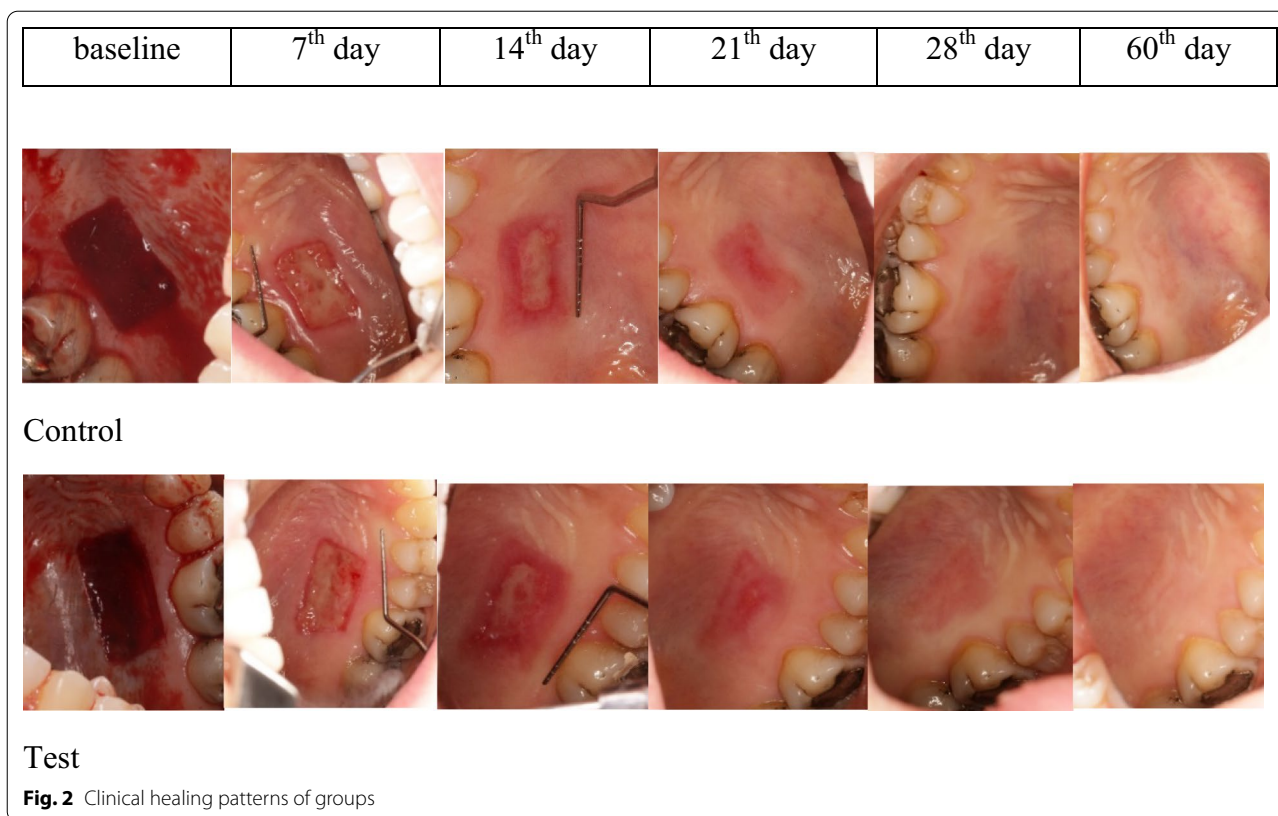 baseline 7th day 14th day 21th day 28th day 60th day
Control
Test
Fig. 2 Clinical healing patterns of groups